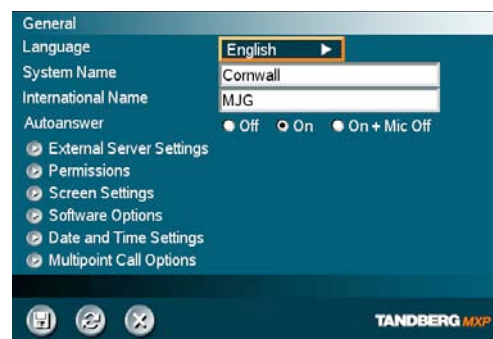 General
Language English
System Name Cornwall
International Name MJG
Autoanswer Off On On + Mic Off
External Server Settings
Permissions
Screen Settings
Software Options
Date and Time Settings
Multipoint Call Options
TANDBERG MXP